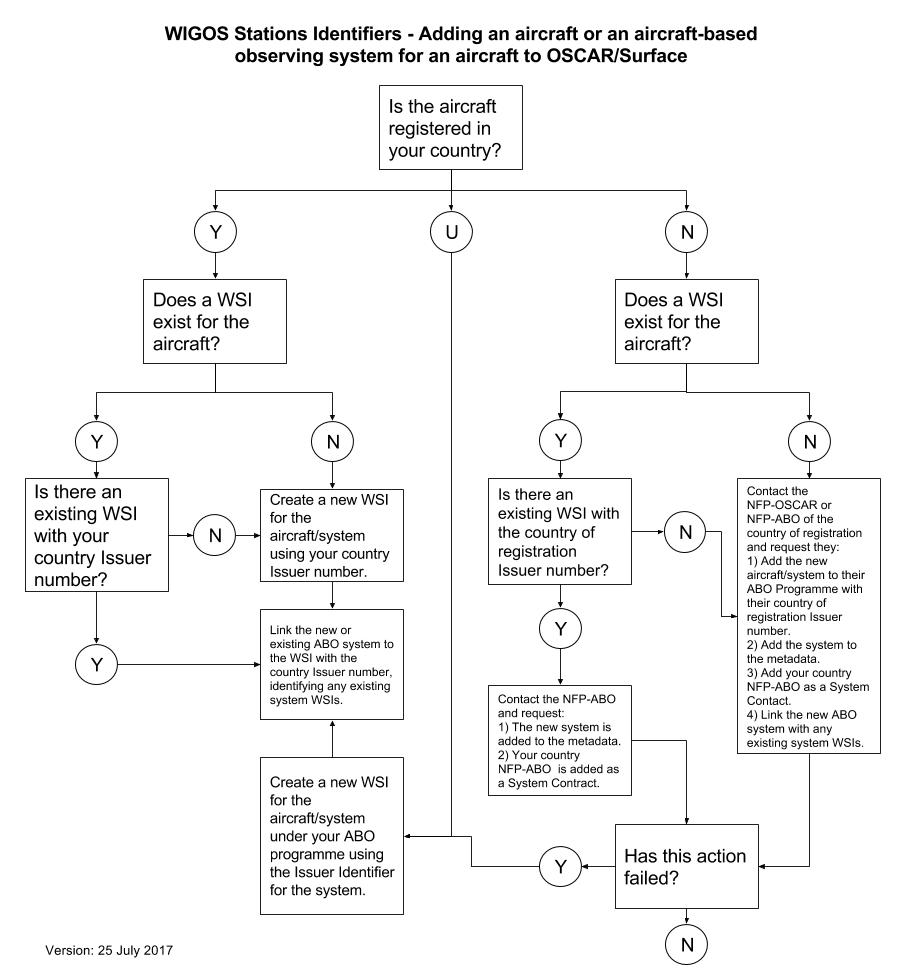 WIGOS Stations Identifiers - Adding an aircraft or an aircraft-based
observing system for an aircraft to OSCAR/Surface
Is the aircraft
registered in
your country?
Y
U
N
Does a WSI
exist for the
aircraft?
Does a WSI
exist for the
aircraft?
Y
N
Y
N
Is there an
existing WSI
with your
country Issuer
number?
N
Create a new WSI
for the
aircraft/system
using your country
Issuer number.
Is there an
existing WSI with
the country of
registration
Issuer number?
N
Contact the
NFP-OSCAR or
NFP-ABO of the
country of registration
and request they:
1) Add the new
aircraft/system to their
ABO Programme with
their country of
registration Issuer
number.
2) Add the system to
the metadata.
3) Add your country
NFP-ABO as a System
Contact.
4) Link the new ABO
system with any
existing system WSIs.
Y
Link the new or
existing ABO system to
the WSI with the
country Issuer number,
identifying any existing
system WSIs.
Y
Contact the NFP-ABO
and request:
1) The new system is
added to the metadata.
2) Your country
NFP-ABO  is added as
a System Contract.
Create a new WSI
for the
aircraft/system
under your ABO
programme using
the Issuer Identifier
for the system.
Y
Has this action
failed?
N
Version: 25 July 2017